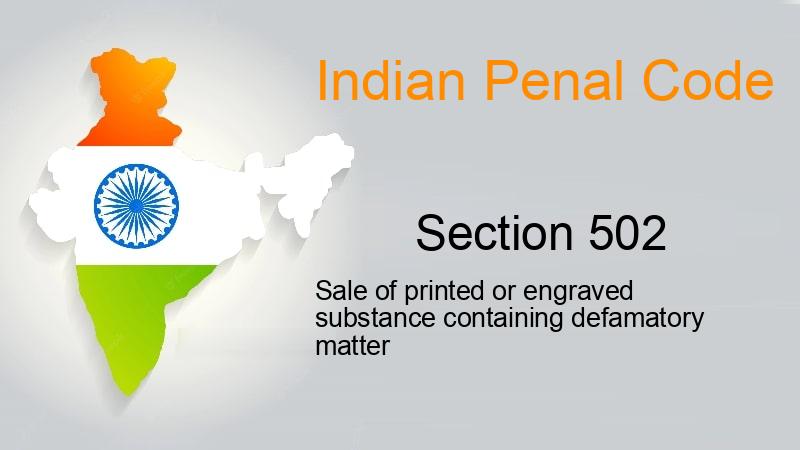 Indian Penal Code
Section 502
Sale of printed or engraved
substance containing defamatory
matter